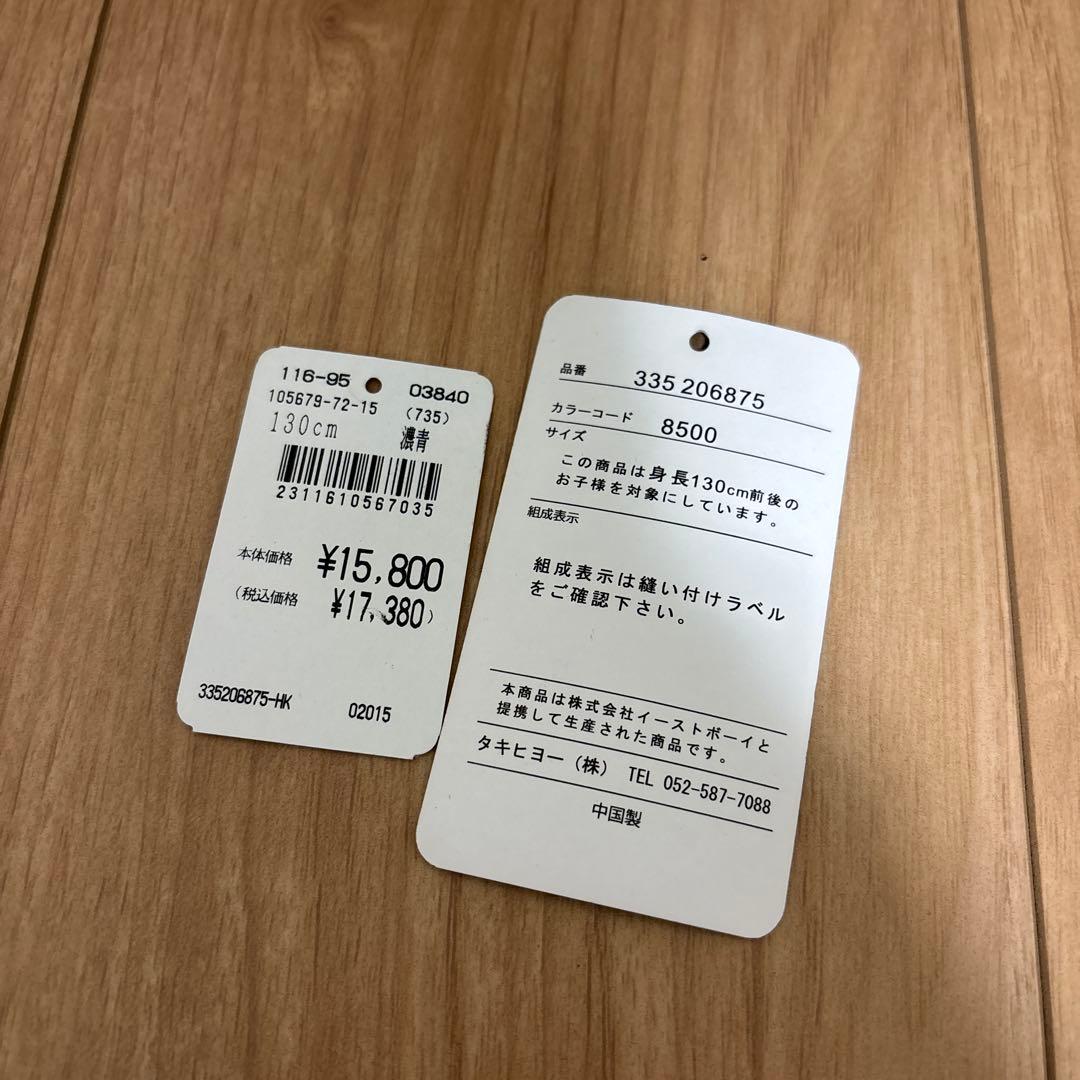 116-95 03840
105679-72-15 (735)
130cm 濃青
2311610567035
本体価格 ¥15,800
(税込価格 ¥17,380)
335206875-HK 02015
品番 335 206875
カラーコード 8500
サイズ
この商品は身長130cm前後の
お子様を対象にしています。
組成表示
組成表示は縫い付けラベル
をご確認下さい。
本商品は株式会社イーストボーイと
提携して生産された商品です。
タキヒヨー(株) TEL 052-587-7088
中国製